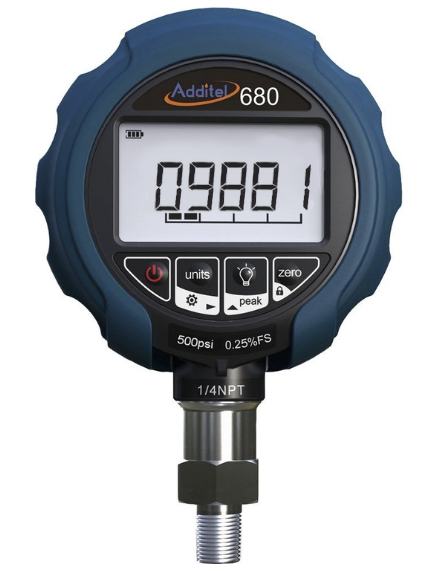 Additel 680
09881
units
zero
peak
500psi 0.25%FS
1/4NPT